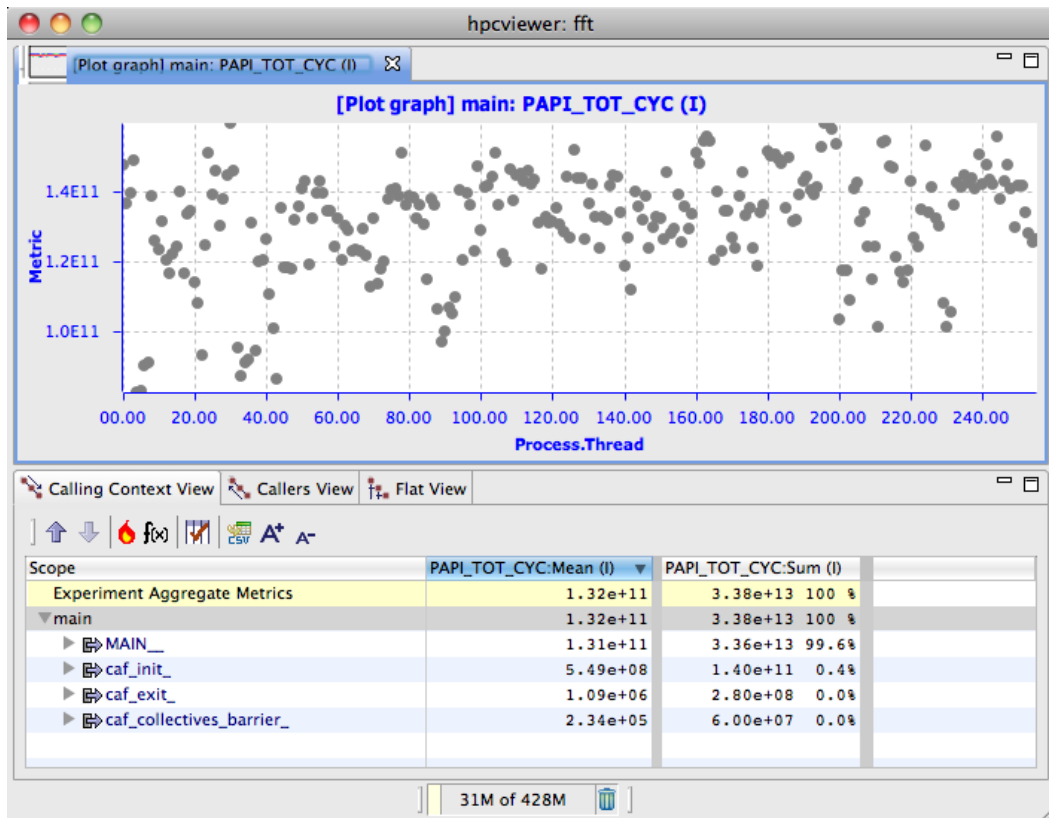 hpcviewer: fft
[Plot graph] main: PAPI_TOT_CYC (I)
[Plot graph] main: PAPI_TOT_CYC (I)
Metric
1.4E11
1.2E11
1.0E11
00.00 20.00 40.00 60.00 80.00 100.00 120.00 140.00 160.00 180.00 200.00 220.00 240.00
Process.Thread
Calling Context View Callers View Flat View
f(x) CSV A+ A-
Scope PAPI_TOT_CYC:Mean (I) PAPI_TOT_CYC:Sum (I)
Experiment Aggregate Metrics 1.32e+11 3.38e+13 100 %
main 1.32e+11 3.38e+13 100 %
MAIN__ 1.31e+11 3.36e+13 99.6%
caf_init_ 5.49e+08 1.40e+11 0.4%
caf_exit_ 1.09e+06 2.80e+08 0.0%
caf_collectives_barrier_ 2.34e+05 6.00e+07 0.0%
31M of 428M